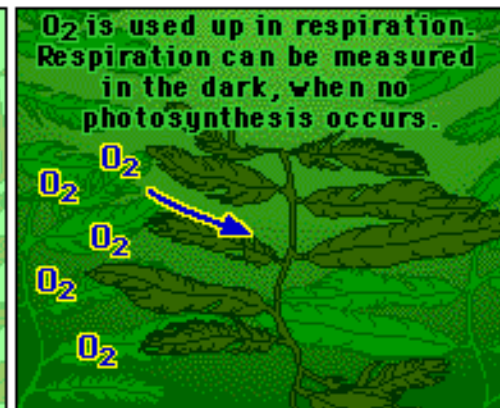 O2 is used up in respiration.
Respiration can be measured
in the dark, when no
photosynthesis occurs.
O2
O2
O2
O2
O2